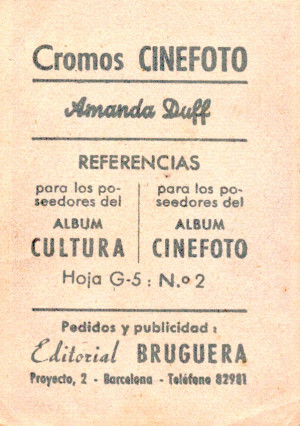 Cromos CINEFOTO
Amanda Duff
REFERENCIAS
para los po-
seedores del
ALBUM
CULTURA
para los po-
seedores del
ALBUM
CINEFOTO
Hoja G-5: N.º 2
Pedidos y publicidad:
Editorial BRUGUERA
Proyecto, 2 - Barcelona - Teléfono 82981